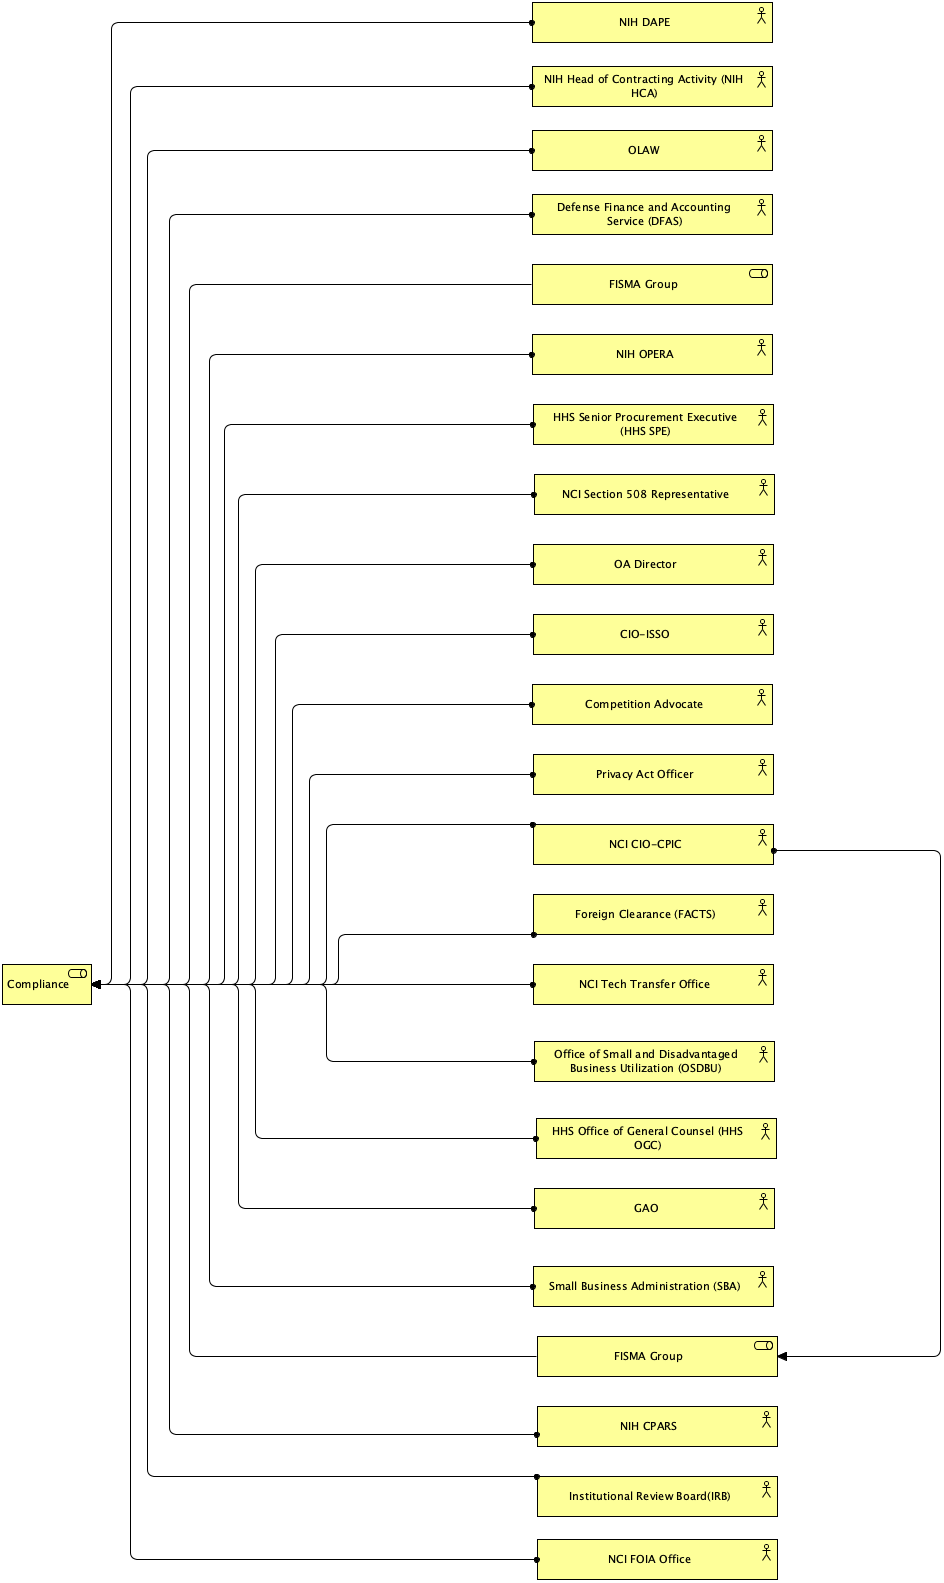 NIH DAPE
NIH Head of Contracting Activity (NIH
HCA)
OLAW
Defense Finance and Accounting
Service (DFAS)
FISMA Group
NIH OPERA
HHS Senior Procurement Executive
(HHS SPE)
NCI Section 508 Representative
OA Director
CIO-ISSO
Competition Advocate
Privacy Act Officer
NCI CIO-CPIC
Foreign Clearance (FACTS)
Compliance
NCI Tech Transfer Office
Office of Small and Disadvantaged
Business Utilization (OSDBU)
HHS Office of General Counsel (HHS
OGC)
GAO
Small Business Administration (SBA)
FISMA Group
NIH CPARS
Institutional Review Board(IRB)
NCI FOIA Office